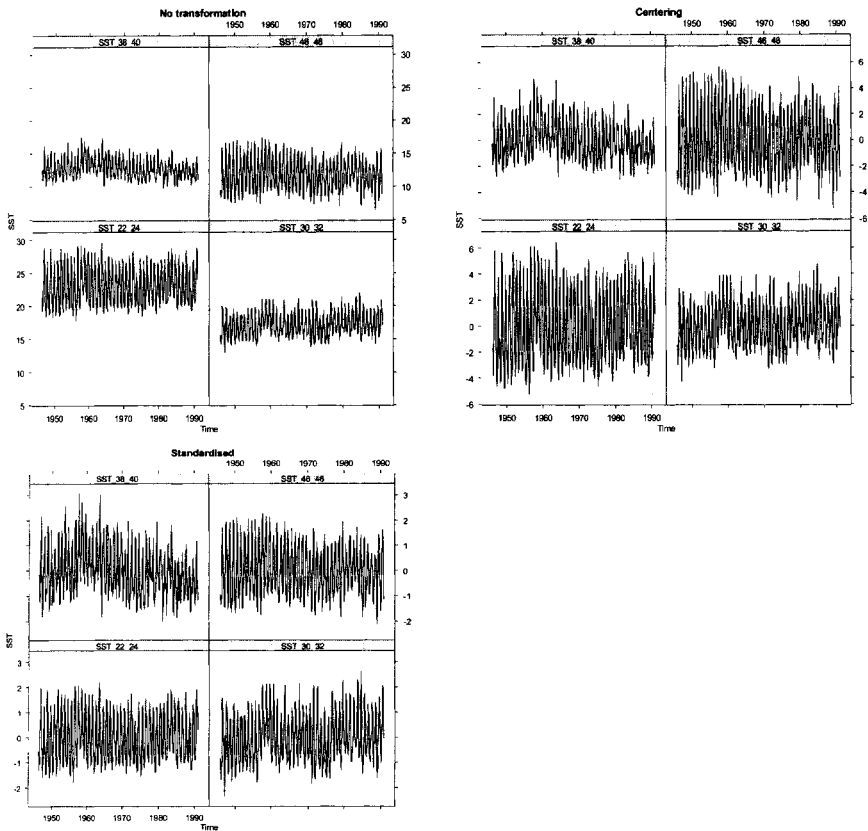 No transformation
1950 1960 1970 1980 1990
SST 38 40
SST 46 48
30
25
20
15
10
5
SST
SST 22 24
SST 30 32
30
25
20
15
10
5
1950 1960 1970 1980 1990
Time
Centering
1950 1960 1970 1980 1990
SST 38 40
SST 46 48
6
4
2
0
-2
-4
-6
SST
SST 22 24
SST 30 32
6
4
2
0
-2
-4
-6
1950 1960 1970 1980 1990
Time
Standardised
1950 1960 1970 1980 1990
SST 38 40
SST 46 48
3
2
1
0
-1
-2
SST
SST 22 24
SST 30 32
3
2
1
0
-1
-2
1950 1960 1970 1980 1990
Time